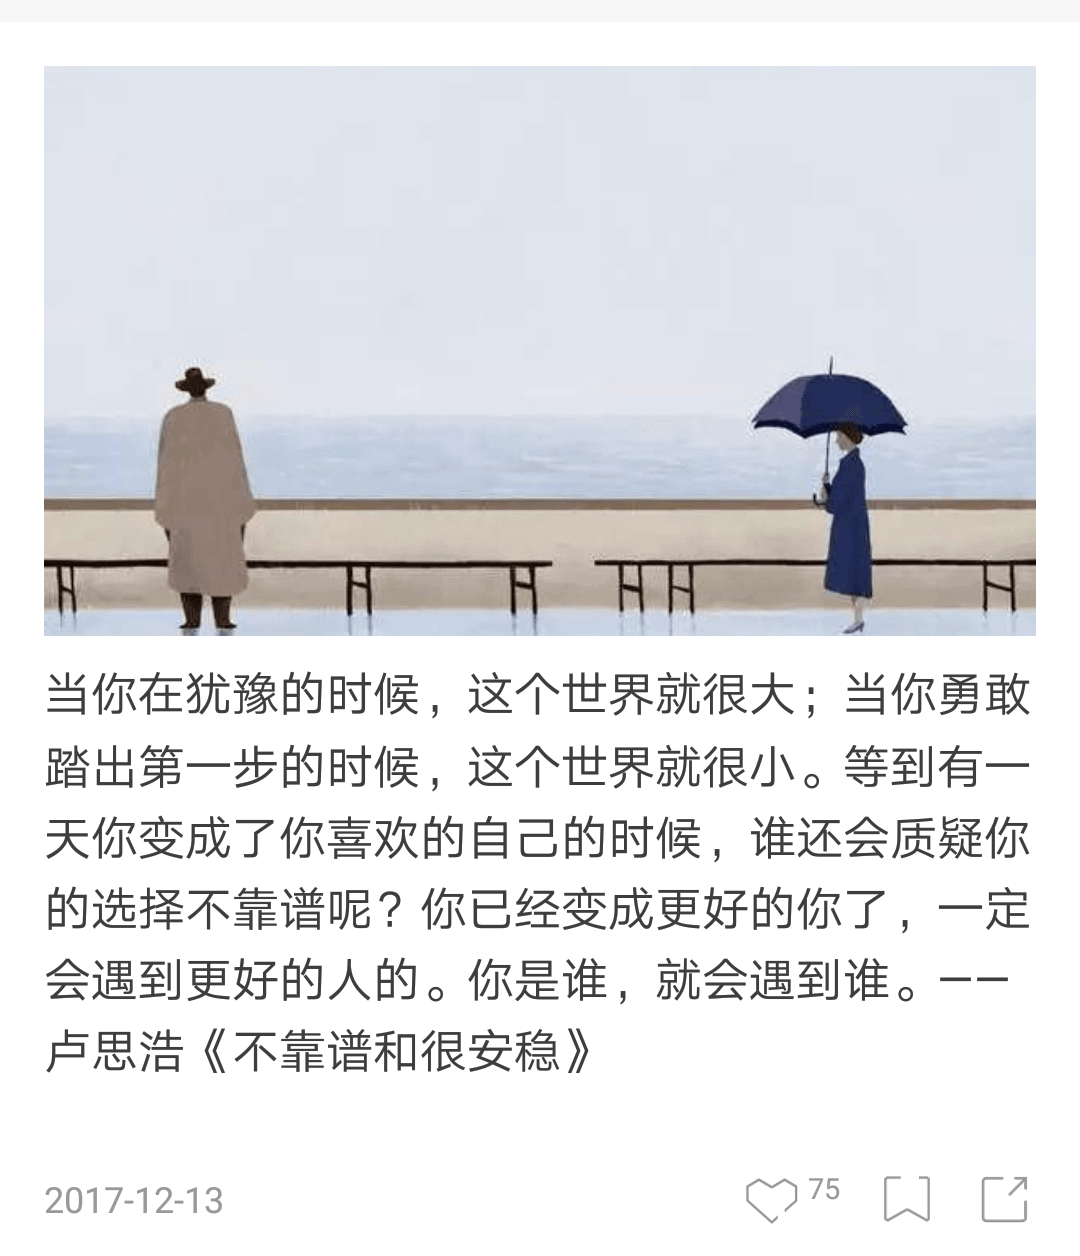 当你在犹豫的时候，这个世界就很大；当你勇敢
踏出第一步的时候，这个世界就很小。等到有一
天你变成了你喜欢的自己的时候，谁还会质疑你
的选择不靠谱呢？你已经变成更好的你了，一定
会遇到更好的人的。你是谁，就会遇到谁。——
卢思浩《不靠谱和很安稳》
2017-12-13 75